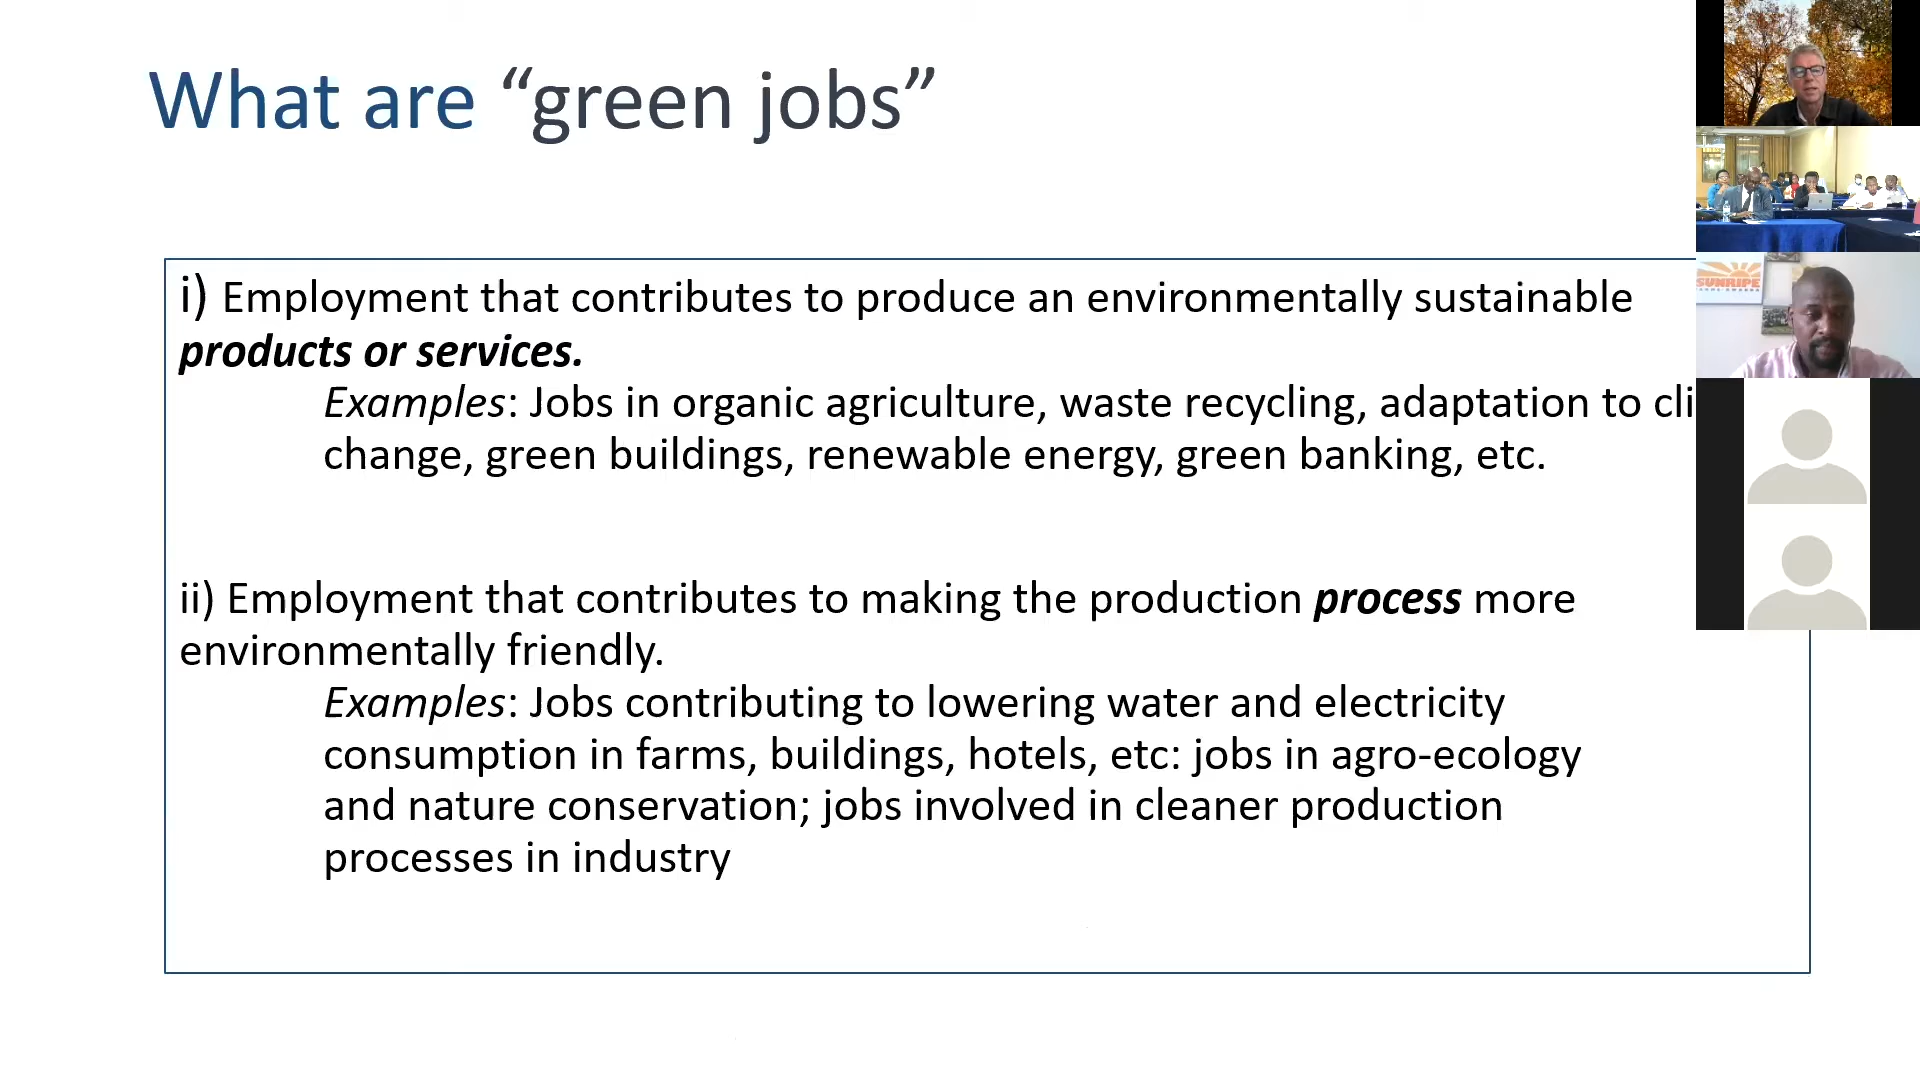 What are “green jobs”
i) Employment that contributes to produce an environmentally sustainable
products or services.
Examples: Jobs in organic agriculture, waste recycling, adaptation to cli
change, green buildings, renewable energy, green banking, etc.
ii) Employment that contributes to making the production process more
environmentally friendly.
Examples: Jobs contributing to lowering water and electricity
consumption in farms, buildings, hotels, etc: jobs in agro-ecology
and nature conservation; jobs involved in cleaner production
processes in industry
SUNRIPE